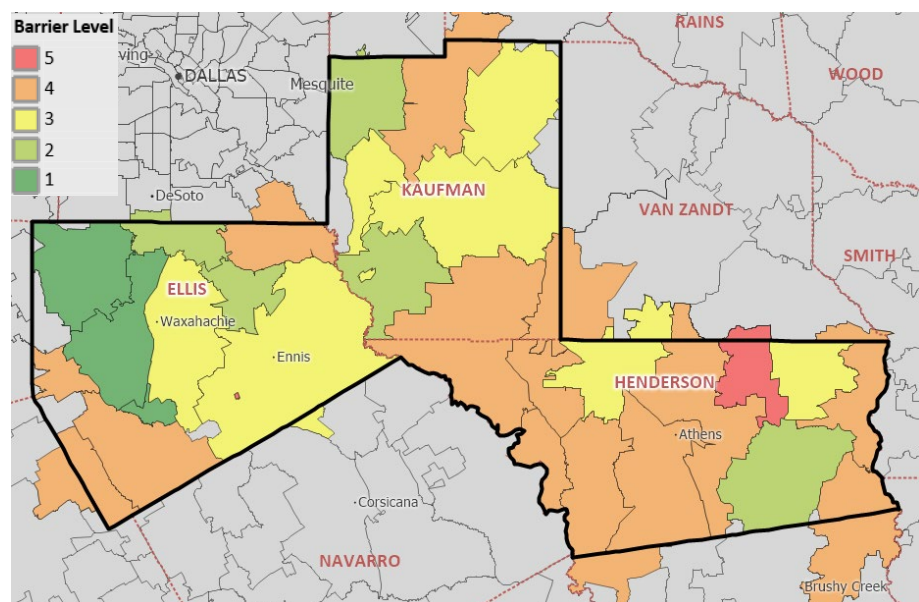 Barrier Level
5
4
3
2
1
ving
DALLAS
Mesquite
DeSoto
RAINS
WOOD
KAUFMAN
VAN ZANDT
SMITH
ELLIS
Waxahachie
Ennis
HENDERSON
Athens
Corsicana
NAVARRO
Brushy Creek